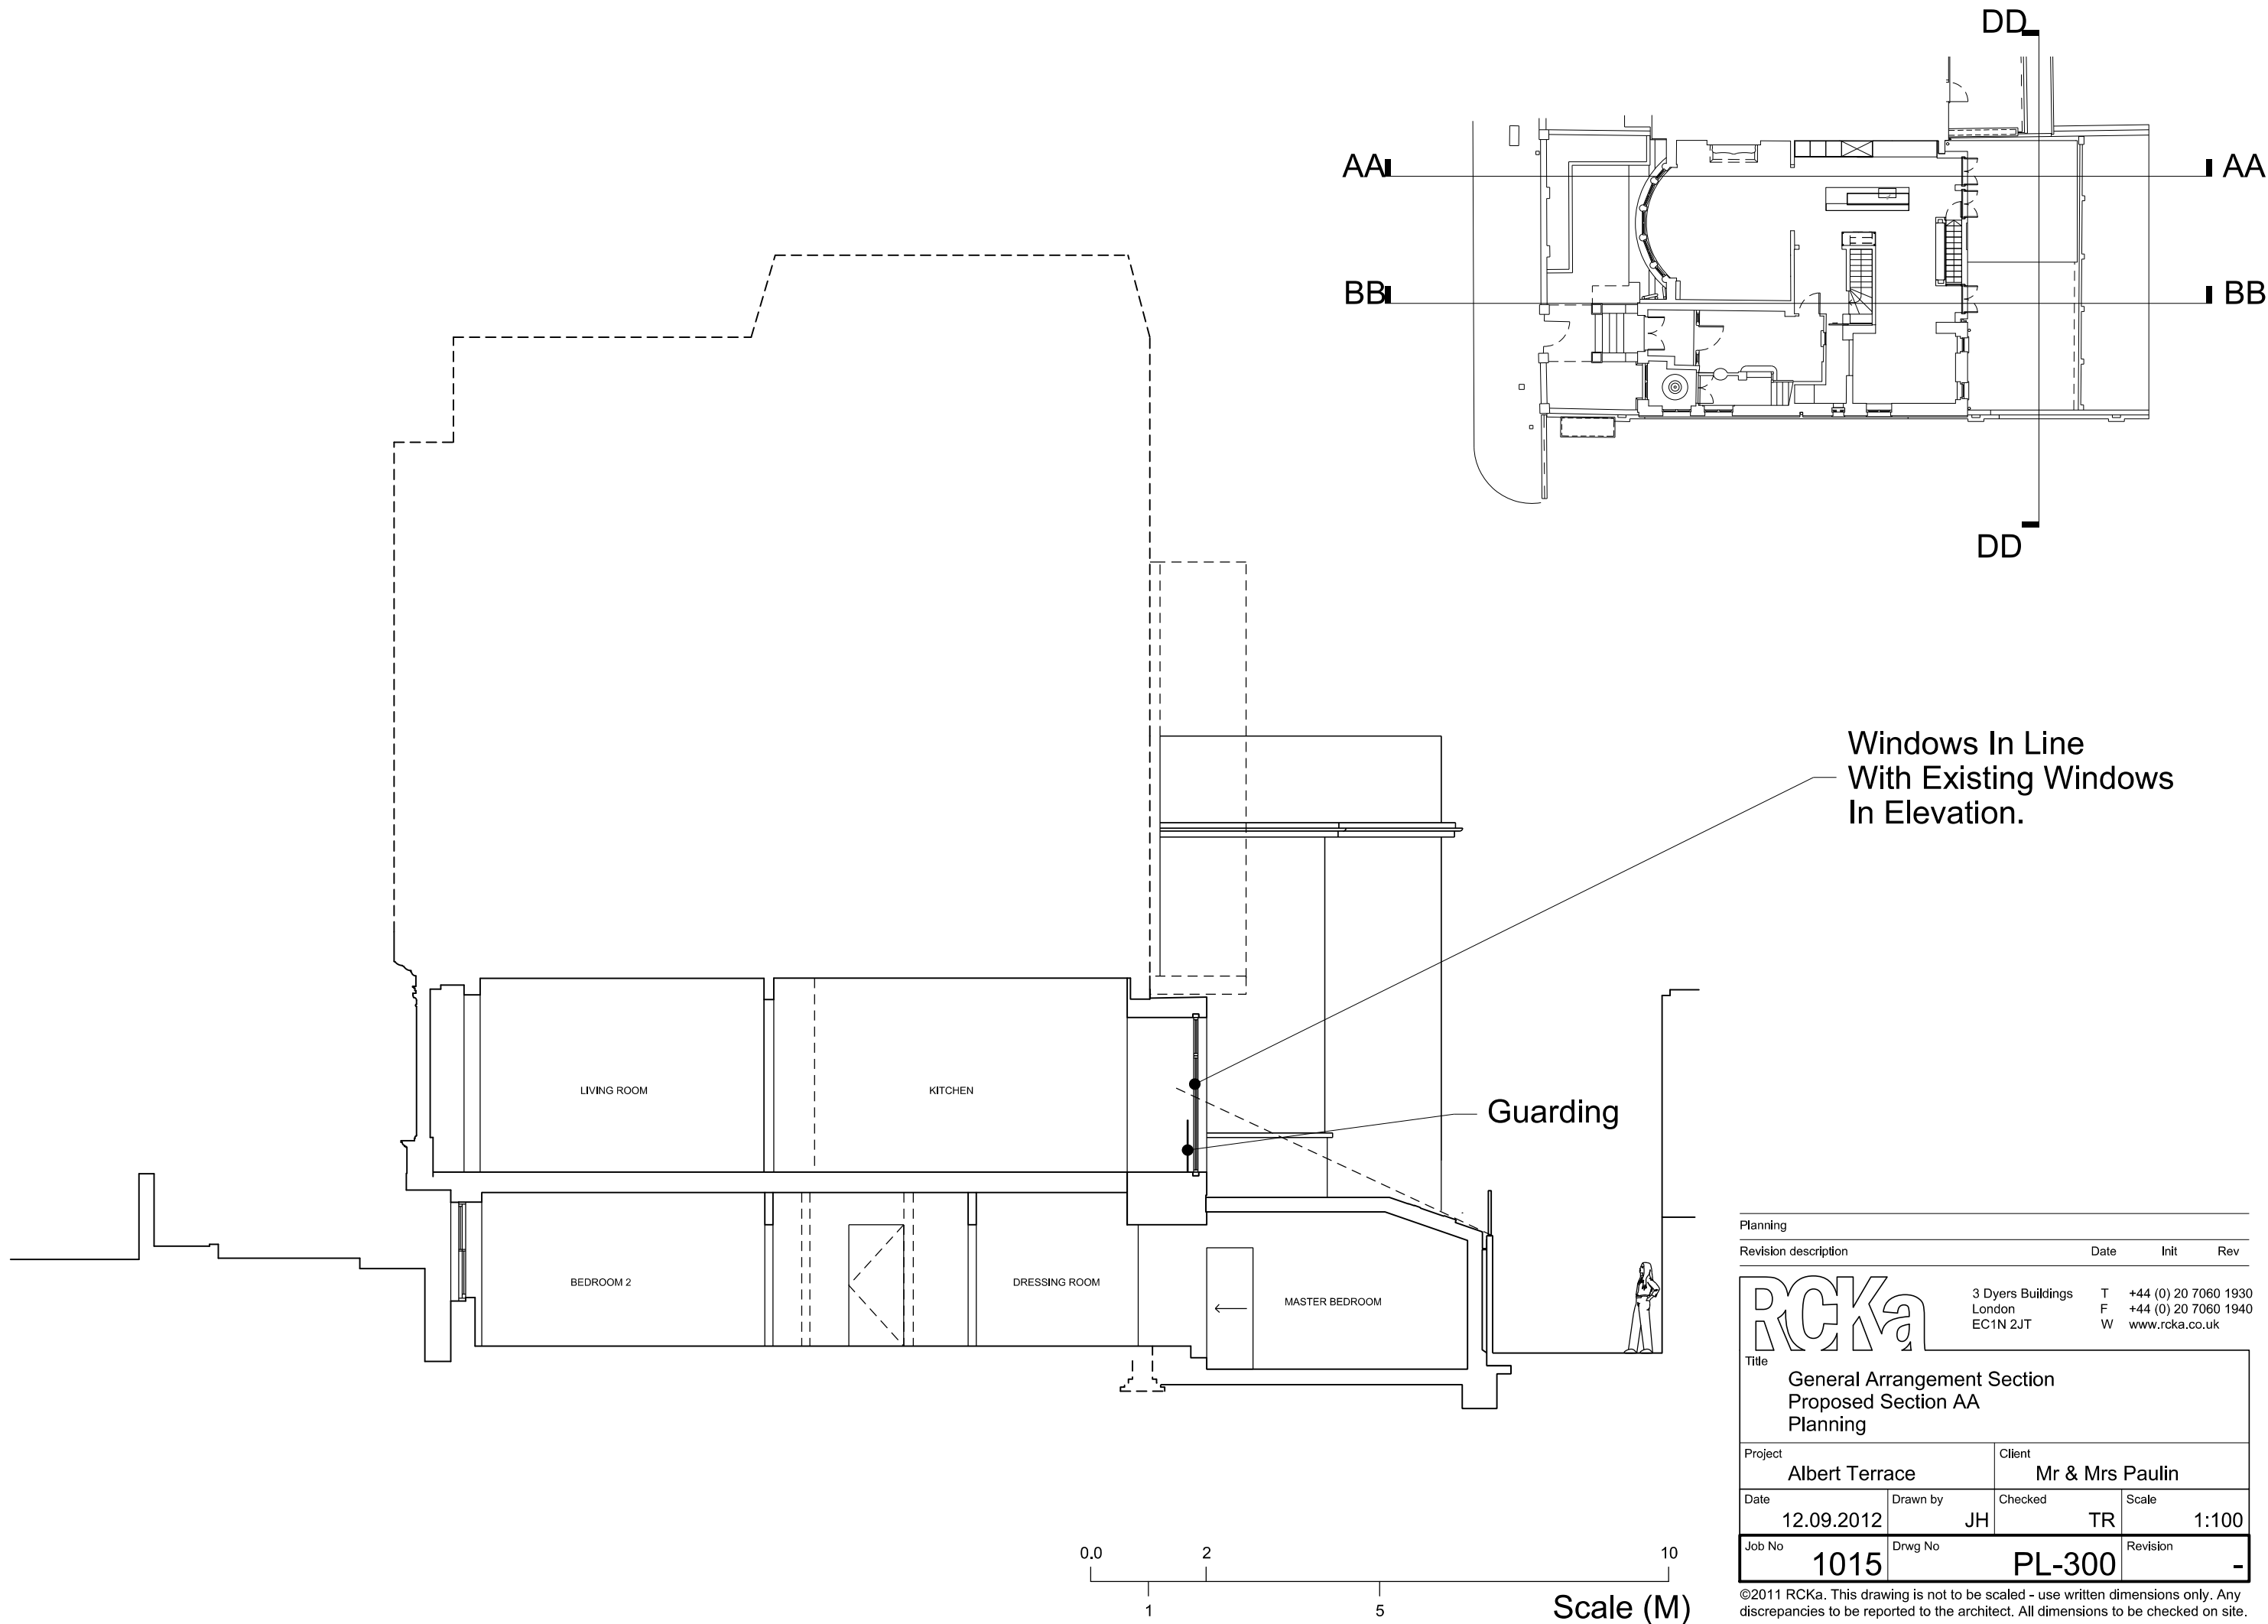 DD
AA
AA
BB
BB
DD
Windows In Line
With Existing Windows
In Elevation.
Guarding
LIVING ROOM
KITCHEN
BEDROOM 2
DRESSING ROOM
MASTER BEDROOM
0.0
2
10
1
5
Scale (M)
Planning
Revision description Date Init Rev
RCKa
3 Dyers Buildings T +44 (0) 20 7060 1930
London F +44 (0) 20 7060 1940
EC1N 2JT W www.rcka.co.uk
Title
General Arrangement Section
Proposed Section AA
Planning
Project Client
Albert Terrace Mr & Mrs Paulin
Date Drawn by Checked Scale
12.09.2012 JH TR 1:100
Job No Drwg No Revision
1015 PL-300 -
©2011 RCKa. This drawing is not to be scaled - use written dimensions only. Any
discrepancies to be reported to the architect. All dimensions to be checked on site.